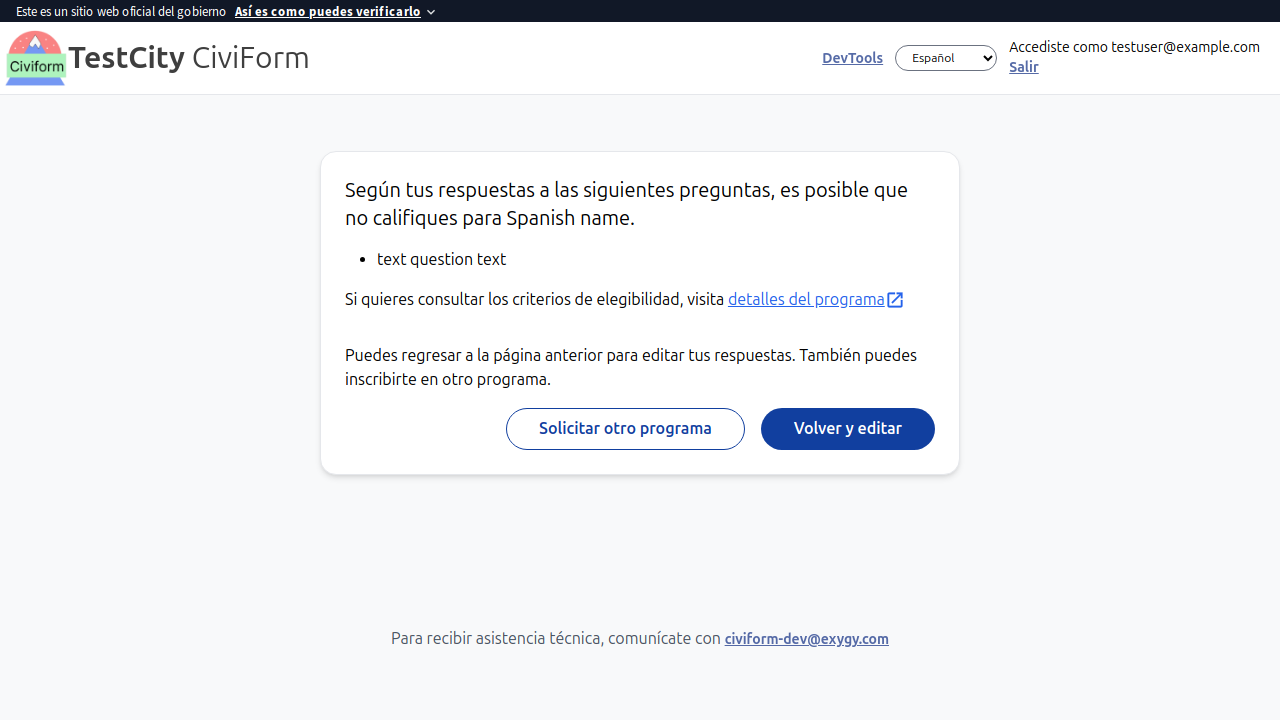 Este es un sitio web oficial del gobierno Así es como puedes verificarlo
Civiform
TestCity CiviForm
DevTools
Español
Accediste como testuser@example.com
Salir
Según tus respuestas a las siguientes preguntas, es posible que
no califiques para Spanish name.
• text question text
Si quieres consultar los criterios de elegibilidad, visita detalles del programa
Puedes regresar a la página anterior para editar tus respuestas. También puedes
inscribirte en otro programa.
Solicitar otro programa
Volver y editar
Para recibir asistencia técnica, comunícate con civiform-dev@exygy.com